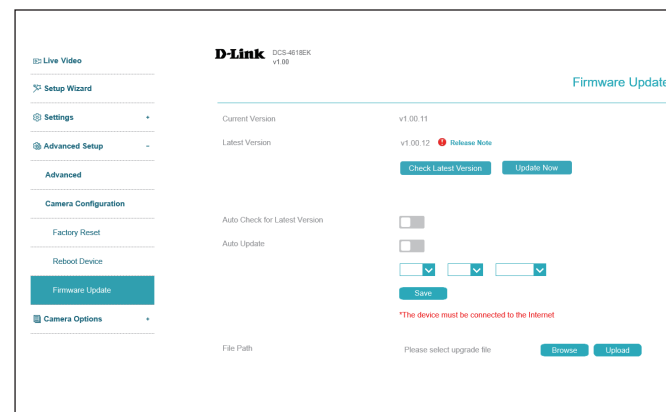 Live Video
Setup Wizard
Settings +
Advanced Setup -
Advanced
Camera Configuration
Factory Reset
Reboot Device
Firmware Update
Camera Options +
D-Link DCS-4618EK
v1.00
Firmware Update
Current Version v1.00.11
Latest Version v1.00.12 Release Note
Check Latest Version Update Now
Auto Check for Latest Version
Auto Update
Save
*The device must be connected to the Internet
File Path Please select upgrade file Browse Upload